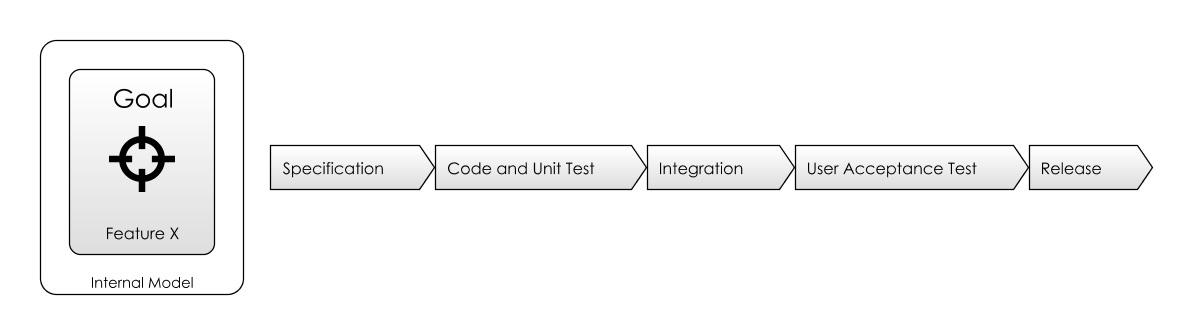 Goal
Feature X
Internal Model
Specification
Code and Unit Test
Integration
User Acceptance Test
Release